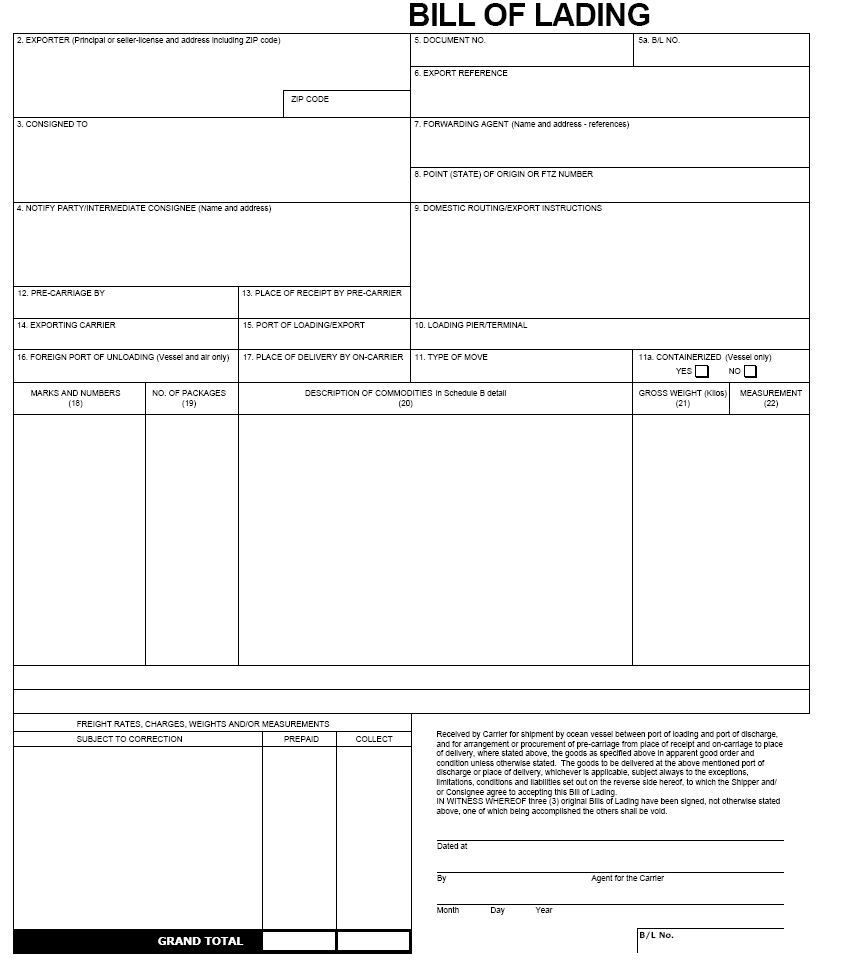 BILL OF LADING
2. EXPORTER (Principal or seller-license and address including ZIP code)
ZIP CODE
5. DOCUMENT NO.
5a. B/L NO.
6. EXPORT REFERENCE
3. CONSIGNED TO
7. FORWARDING AGENT (Name and address - references)
8. POINT (STATE) OF ORIGIN OR FTZ NUMBER
4. NOTIFY PARTY/INTERMEDIATE CONSIGNEE (Name and address)
9. DOMESTIC ROUTING/EXPORT INSTRUCTIONS
12. PRE-CARRIAGE BY
13. PLACE OF RECEIPT BY PRE-CARRIER
14. EXPORTING CARRIER
15. PORT OF LOADING/EXPORT
10. LOADING PIER/TERMINAL
16. FOREIGN PORT OF UNLOADING (Vessel and air only)
17. PLACE OF DELIVERY BY ON-CARRIER
11. TYPE OF MOVE
11a. CONTAINERIZED (Vessel only)
YES
NO
MARKS AND NUMBERS
(18)
NO. OF PACKAGES
(19)
DESCRIPTION OF COMMODITIES in Schedule B detail
(20)
GROSS WEIGHT (Kilos)
(21)
MEASUREMENT
(22)
FREIGHT RATES, CHARGES, WEIGHTS AND/OR MEASUREMENTS
SUBJECT TO CORRECTION
PREPAID
COLLECT
GRAND TOTAL
Received by Carrier for shipment by ocean vessel between port of loading and port of discharge,
and for arrangement or procurement of pre-carriage from place of receipt and on-carriage to place
of delivery, where stated above, the goods as specified above in apparent good order and
condition unless otherwise stated. The goods to be delivered at the above mentioned port of
discharge or place of delivery, whichever is applicable, subject always to the exceptions,
limitations, conditions and liabilities set out on the reverse side hereof, to which the Shipper and/
or Consignee agree to accepting this Bill of Lading.
IN WITNESS WHEREOF three (3) original Bills of Lading have been signed, not otherwise stated
above, one of which being accomplished the others shall be void.
Dated at
By
Agent for the Carrier
Month
Day
Year
B/L No.